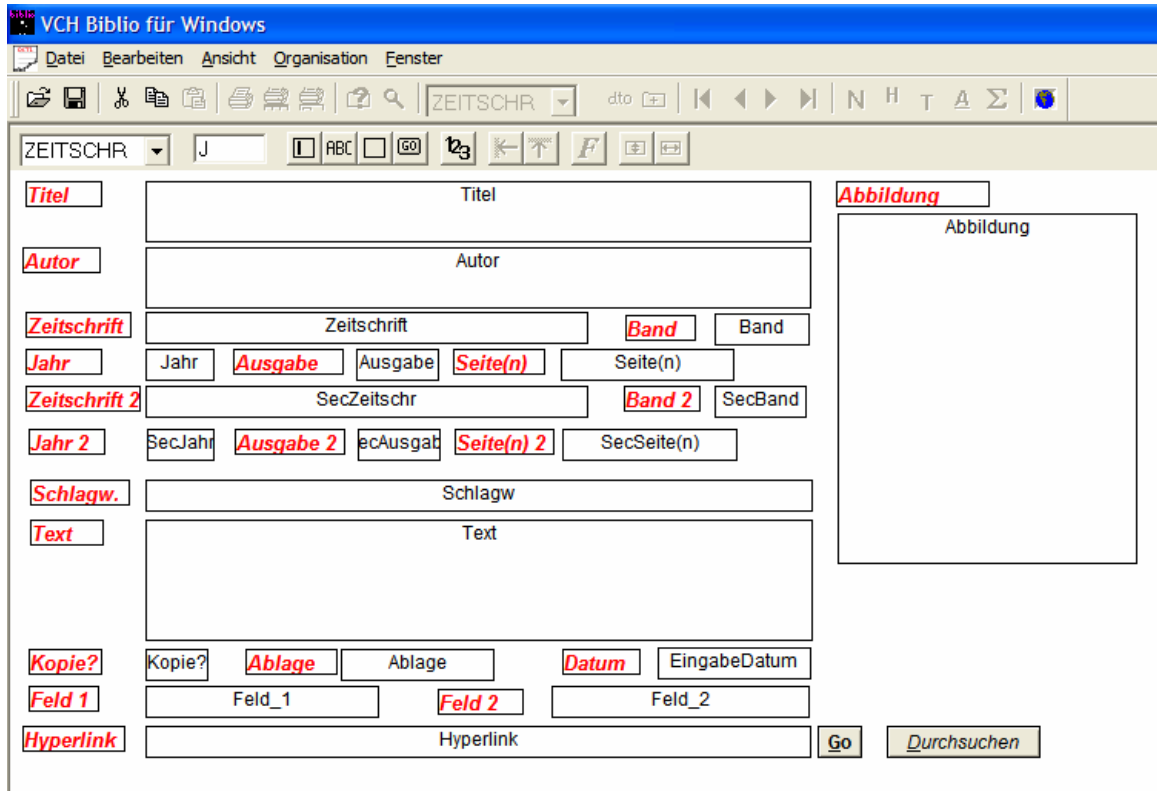 VCH Biblio für Windows
Datei Bearbeiten Ansicht Organisation Fenster
ZEITSCHR dto N H T A Σ
ZEITSCHR J ABC GO 123 F
Titel Titel Abbildung
Abbildung
Autor Autor
Zeitschrift Zeitschrift Band Band
Jahr Jahr Ausgabe Ausgabe Seite(n) Seite(n)
Zeitschrift 2 SecZeitschr Band 2 SecBand
Jahr 2 SecJahr Ausgabe 2 ecAusgab Seite(n) 2 SecSeite(n)
Schlagw. Schlagw
Text Text
Kopie? Kopie? Ablage Ablage Datum EingabeDatum
Feld 1 Feld_1 Feld 2 Feld_2
Hyperlink Hyperlink Go Durchsuchen